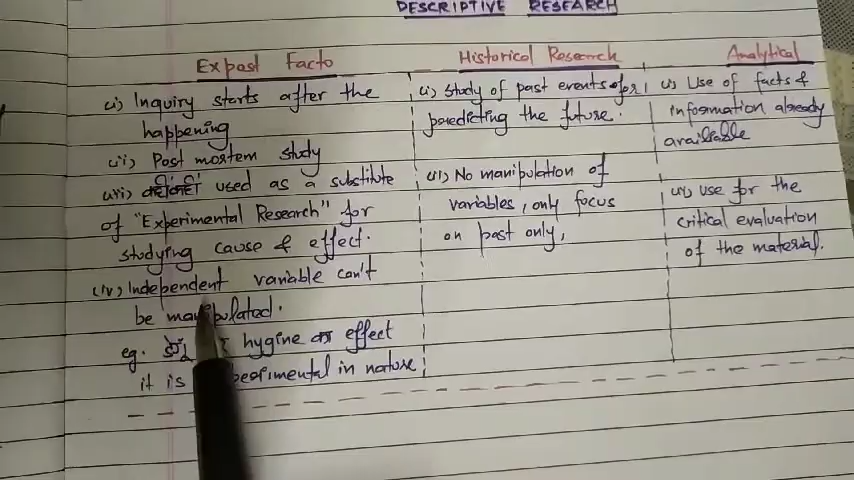 DESCRIPTIVE RESEARCH
Expost Facto
(i) Inquiry starts after the
happening
(ii) Post mortem study
(iii) used as a substitute
of "Experimental Research" for
studying cause & effect.
(iv) Independent variable can't
be manipulated.
eg. hygine effect
it is in nature
Historical Research
(i) Study of past events for
predicting the future.
(ii) No manipulation of
variables, only focus
on past only,
Analytical
(i) Use of facts &
information already
available
(ii) use for the
critical evaluation
of the material.